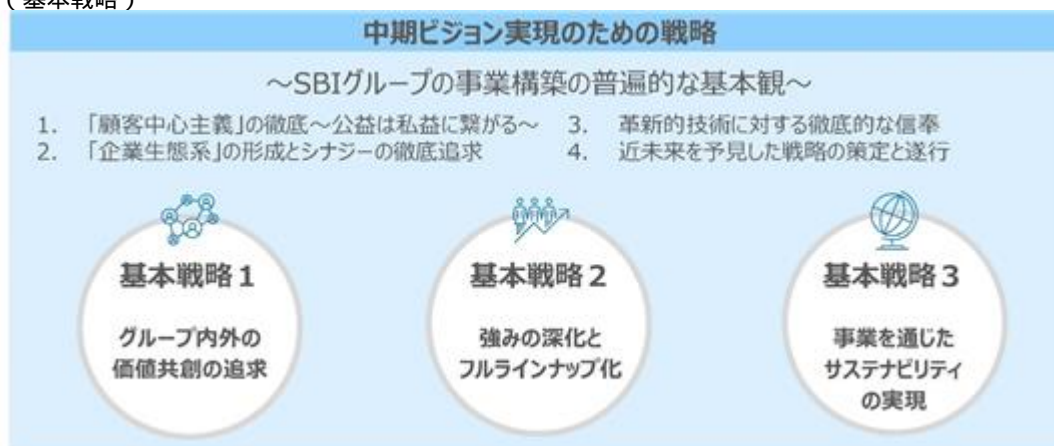 （基本戦略）
中期ビジョン実現のための戦略
～SBIグループの事業構築の普遍的な基本観～
1. 「顧客中心主義」の徹底～公益は私益に繋がる～
2. 「企業生態系」の形成とシナジーの徹底追求
3. 革新的技術に対する徹底的な信奉
4. 近未来を予見した戦略の策定と遂行
基本戦略1
グループ内外の
価値共創の追求
基本戦略2
強みの深化と
フルラインナップ化
基本戦略3
事業を通じた
サステナビリティ
の実現